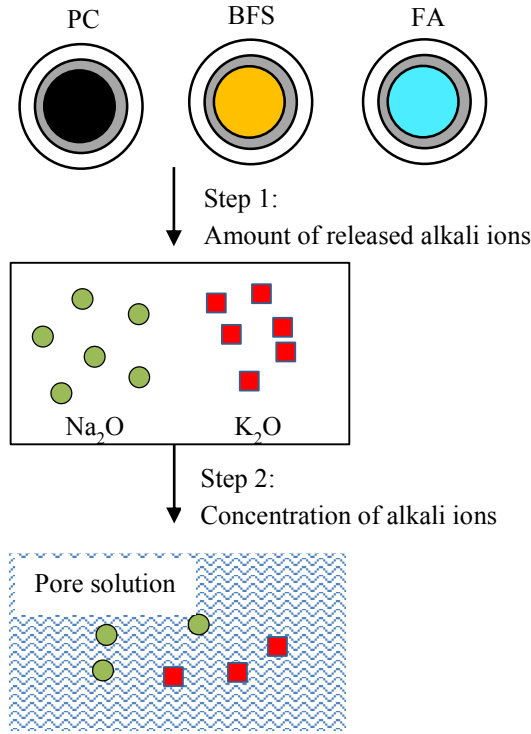 PC BFS FA
Step 1:
Amount of released alkali ions
Na₂O K₂O
Step 2:
Concentration of alkali ions
Pore solution